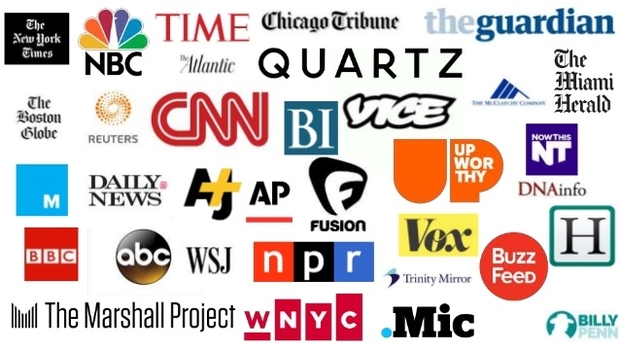 The
New York
Times
NBC
TIME
The Atlantic
Chicago Tribune
theguardian
QUARTZ
The
Miami
Herald
THE MCCLATCHY COMPANY
The
Boston
Globe
REUTERS
CNN
BI
VICE
UP
WOR
THY
NOW THIS
NT
DNAinfo
M
DAILY
NEWS
AJ+
AP
FUSION
Vox
H
BBC
abc
WSJ
npr
Trinity Mirror
Buzz
Feed
The Marshall Project
WNYC
.Mic
BILLY
PENN